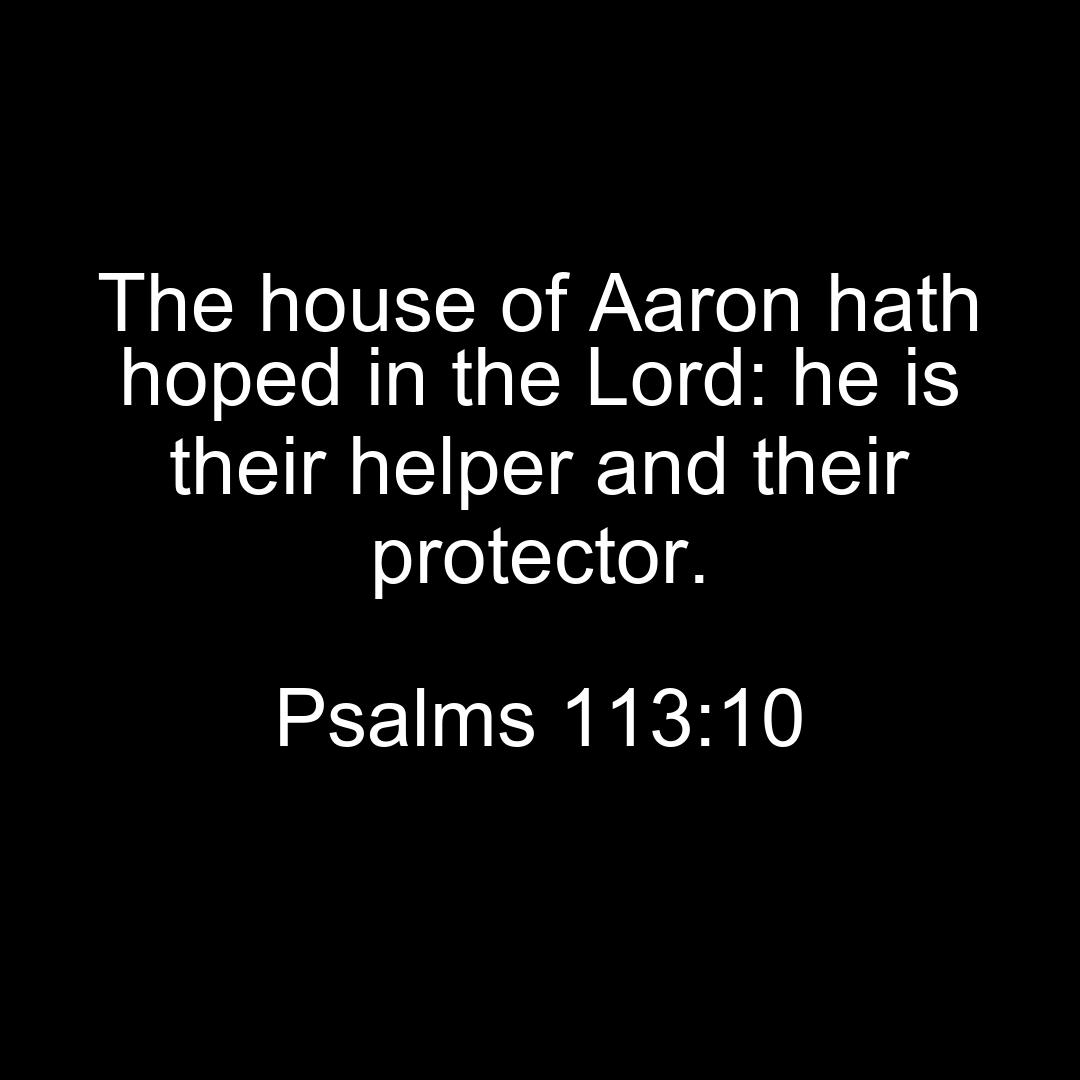 The house of Aaron hath
hoped in the Lord: he is
their helper and their
protector.
Psalms 113:10